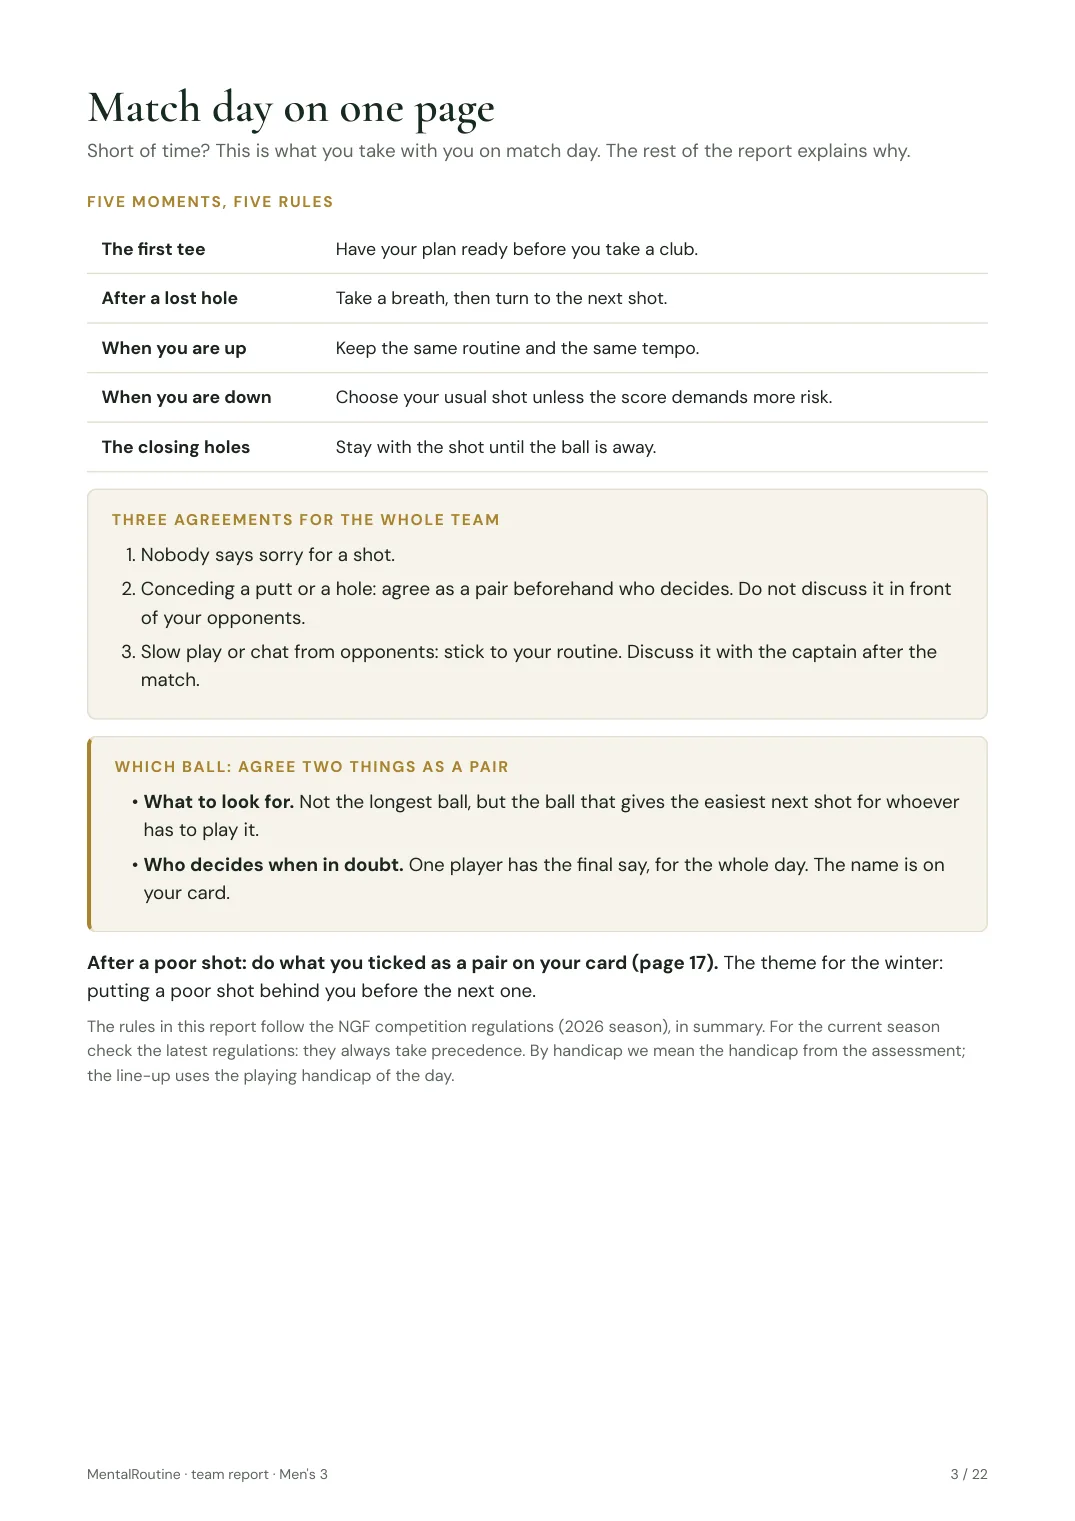 Match day on one page
Short of time? This is what you take with you on match day. The rest of the report explains why.
FIVE MOMENTS, FIVE RULES
The first tee Have your plan ready before you take a club.
After a lost hole Take a breath, then turn to the next shot.
When you are up Keep the same routine and the same tempo.
When you are down Choose your usual shot unless the score demands more risk.
The closing holes Stay with the shot until the ball is away.
THREE AGREEMENTS FOR THE WHOLE TEAM
1. Nobody says sorry for a shot.
2. Conceding a putt or a hole: agree as a pair beforehand who decides. Do not discuss it in front
of your opponents.
3. Slow play or chat from opponents: stick to your routine. Discuss it with the captain after the
match.
WHICH BALL: AGREE TWO THINGS AS A PAIR
• What to look for. Not the longest ball, but the ball that gives the easiest next shot for whoever
has to play it.
• Who decides when in doubt. One player has the final say, for the whole day. The name is on
your card.
After a poor shot: do what you ticked as a pair on your card (page 17). The theme for the winter:
putting a poor shot behind you before the next one.
The rules in this report follow the NGF competition regulations (2026 season), in summary. For the current season
check the latest regulations: they always take precedence. By handicap we mean the handicap from the assessment;
the line-up uses the playing handicap of the day.
MentalRoutine · team report · Men's 3 3 / 22